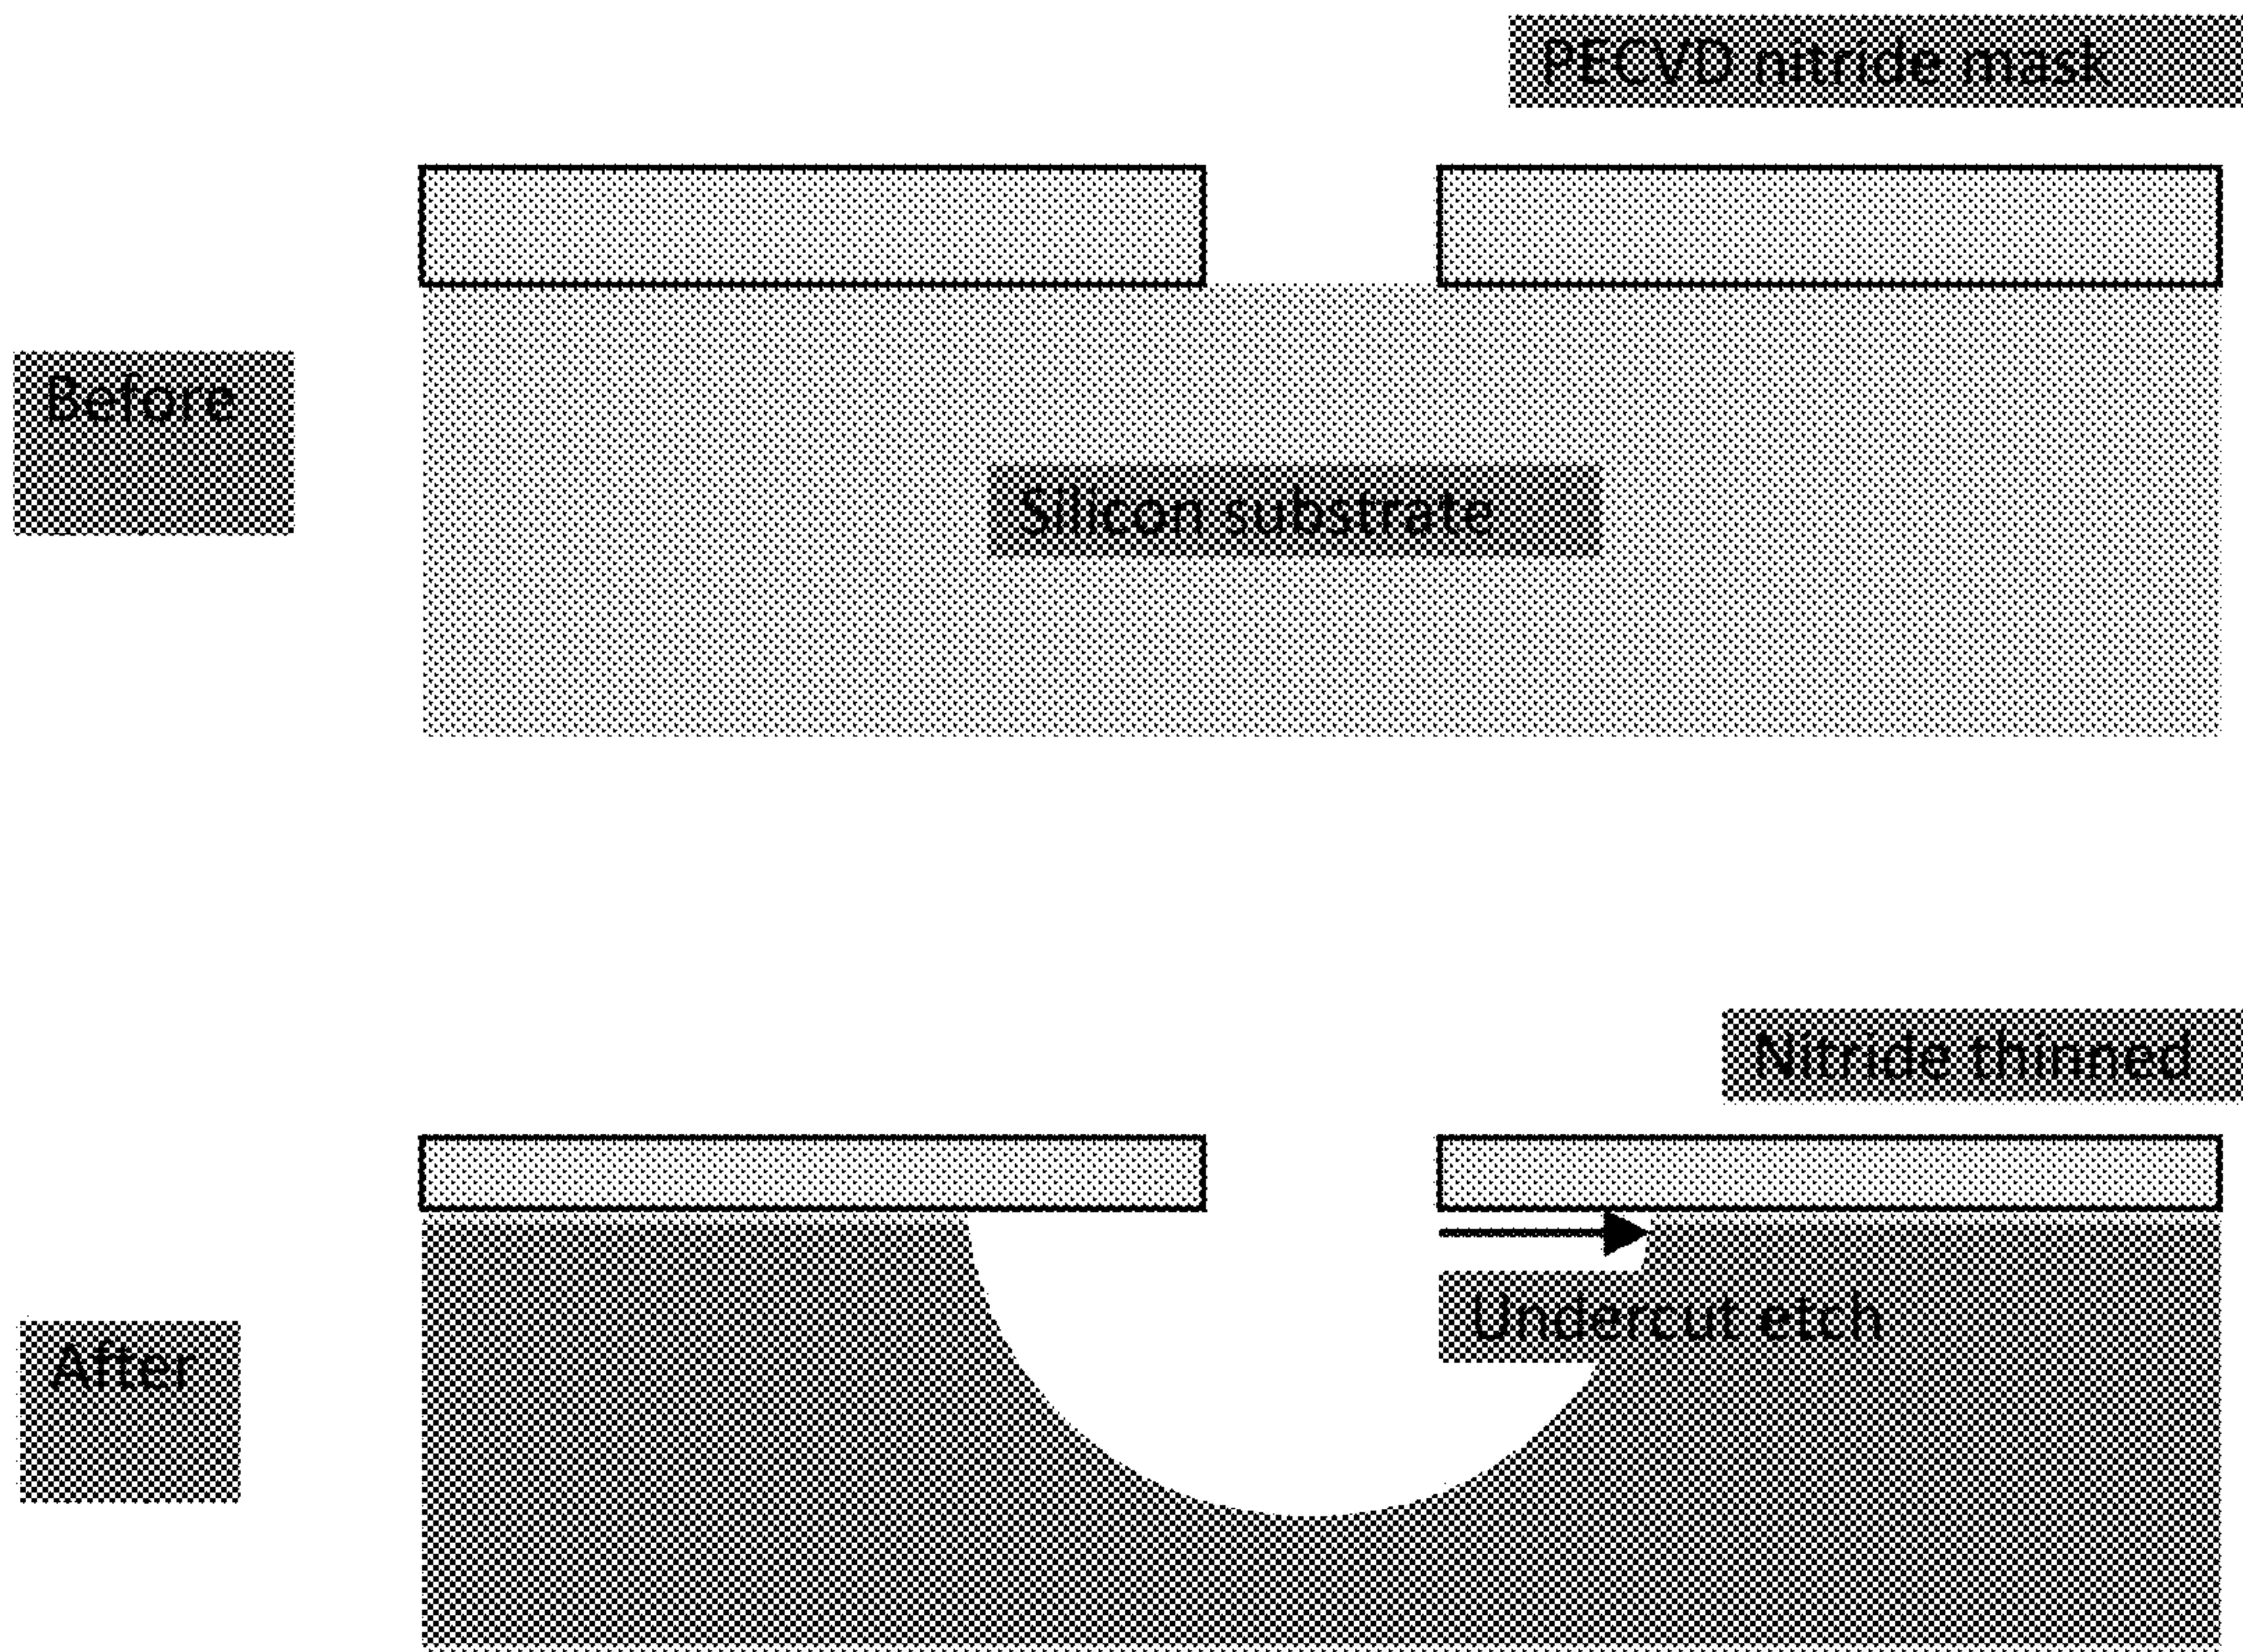 PECVD nitride mask
Before
Silicon substrate
Nitride thinned
Undercut etch
After